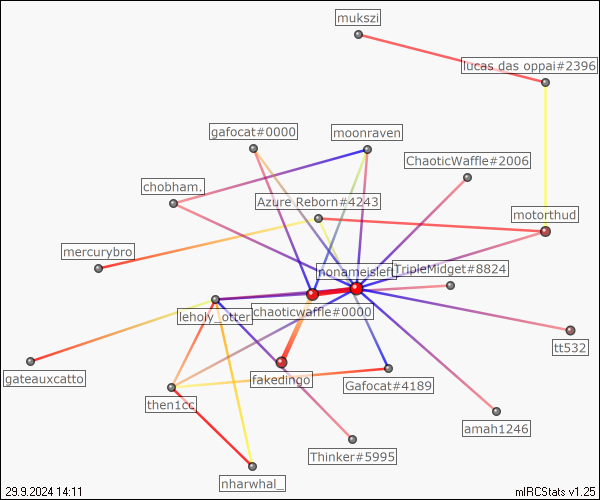 mukszi
lucas das oppai#2396
gafocat#0000
moonraven
ChaoticWaffle#2006
chobham.
Azure Reborn#4243
motorthud
mercurybro
nonameisleft
TripleMidget#8824
leholy_otter
chaoticwaffle#0000
tt532
gateauxcatto
fakedingo
Gafocat#4189
then1cc
amah1246
Thinker#5995
nharwhal_
29.9.2024 14:11
mIRCStats v1.25